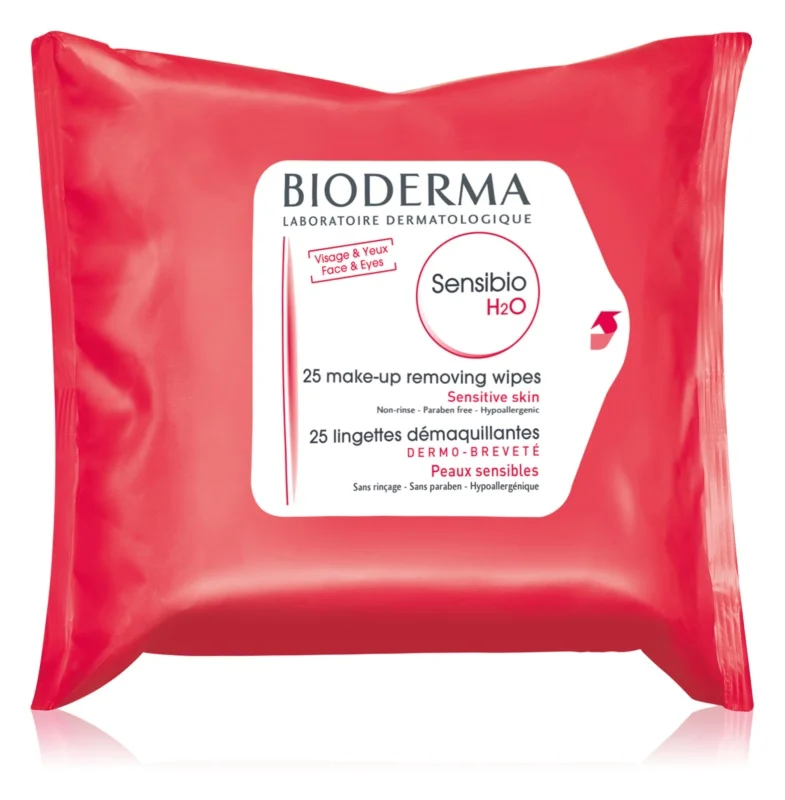 BIODERMA
LABORATOIRE DERMATOLOGIQUE
Visage & Yeux
Face & Eyes
Sensibio
H2O
25 make-up removing wipes
Sensitive skin
Non-rinse - Paraben free - Hypoallergenic
25 lingettes démaquillantes
DERMO-BREVETÉ
Peaux sensibles
Sans rinçage - Sans paraben - Hypoallergénique